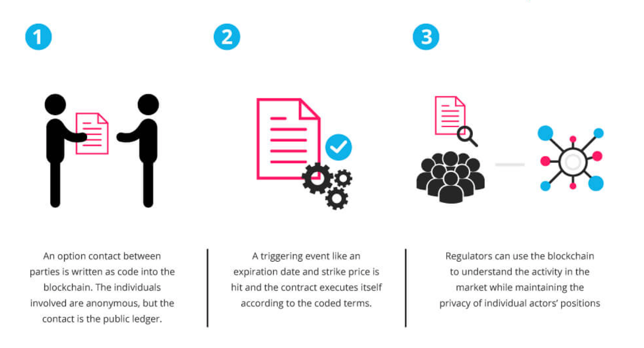 1
2
3
An option contact between
parties is written as code into the
blockchain. The individuals
involved are anonymous, but the
contact is the public ledger.
A triggering event like an
expiration date and strike price is
hit and the contract executes itself
according to the coded terms.
Regulators can use the blockchain
to understand the activity in the
market while maintaining the
privacy of individual actors' positions